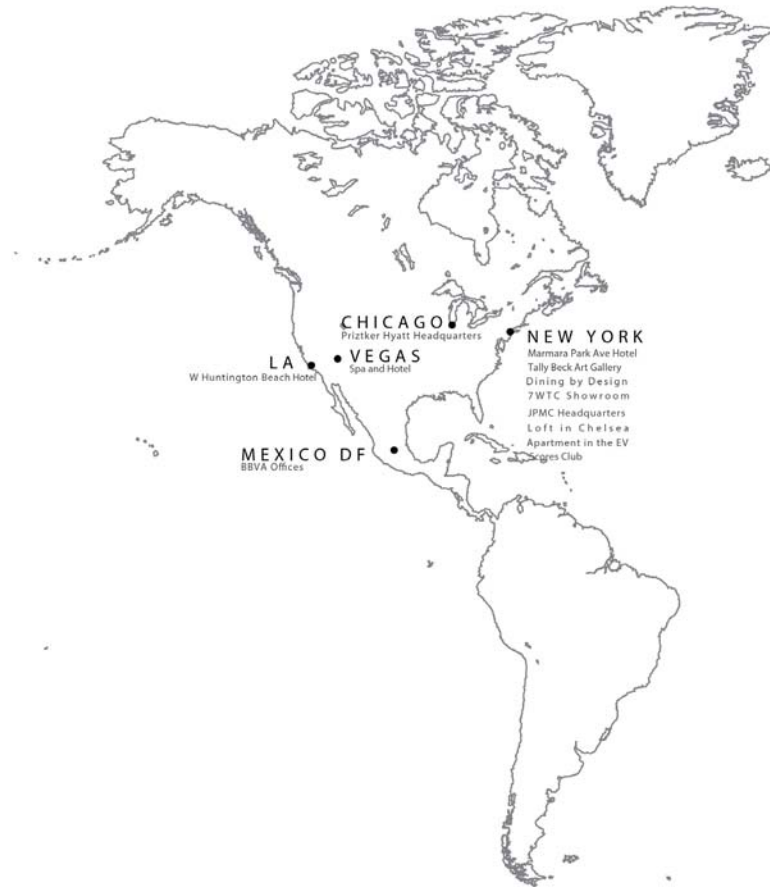 CHICAGO
Priztker Hyatt Headquarters
NEW YORK
Marmara Park Ave Hotel
Tally Beck Art Gallery
Dining by Design
7WTC Showroom
JPMC Headquarters
Loft in Chelsea
Apartment in the EV
Scores Club
VEGAS
Spa and Hotel
LA
W Huntington Beach Hotel
MEXICO DF
BBVA Offices